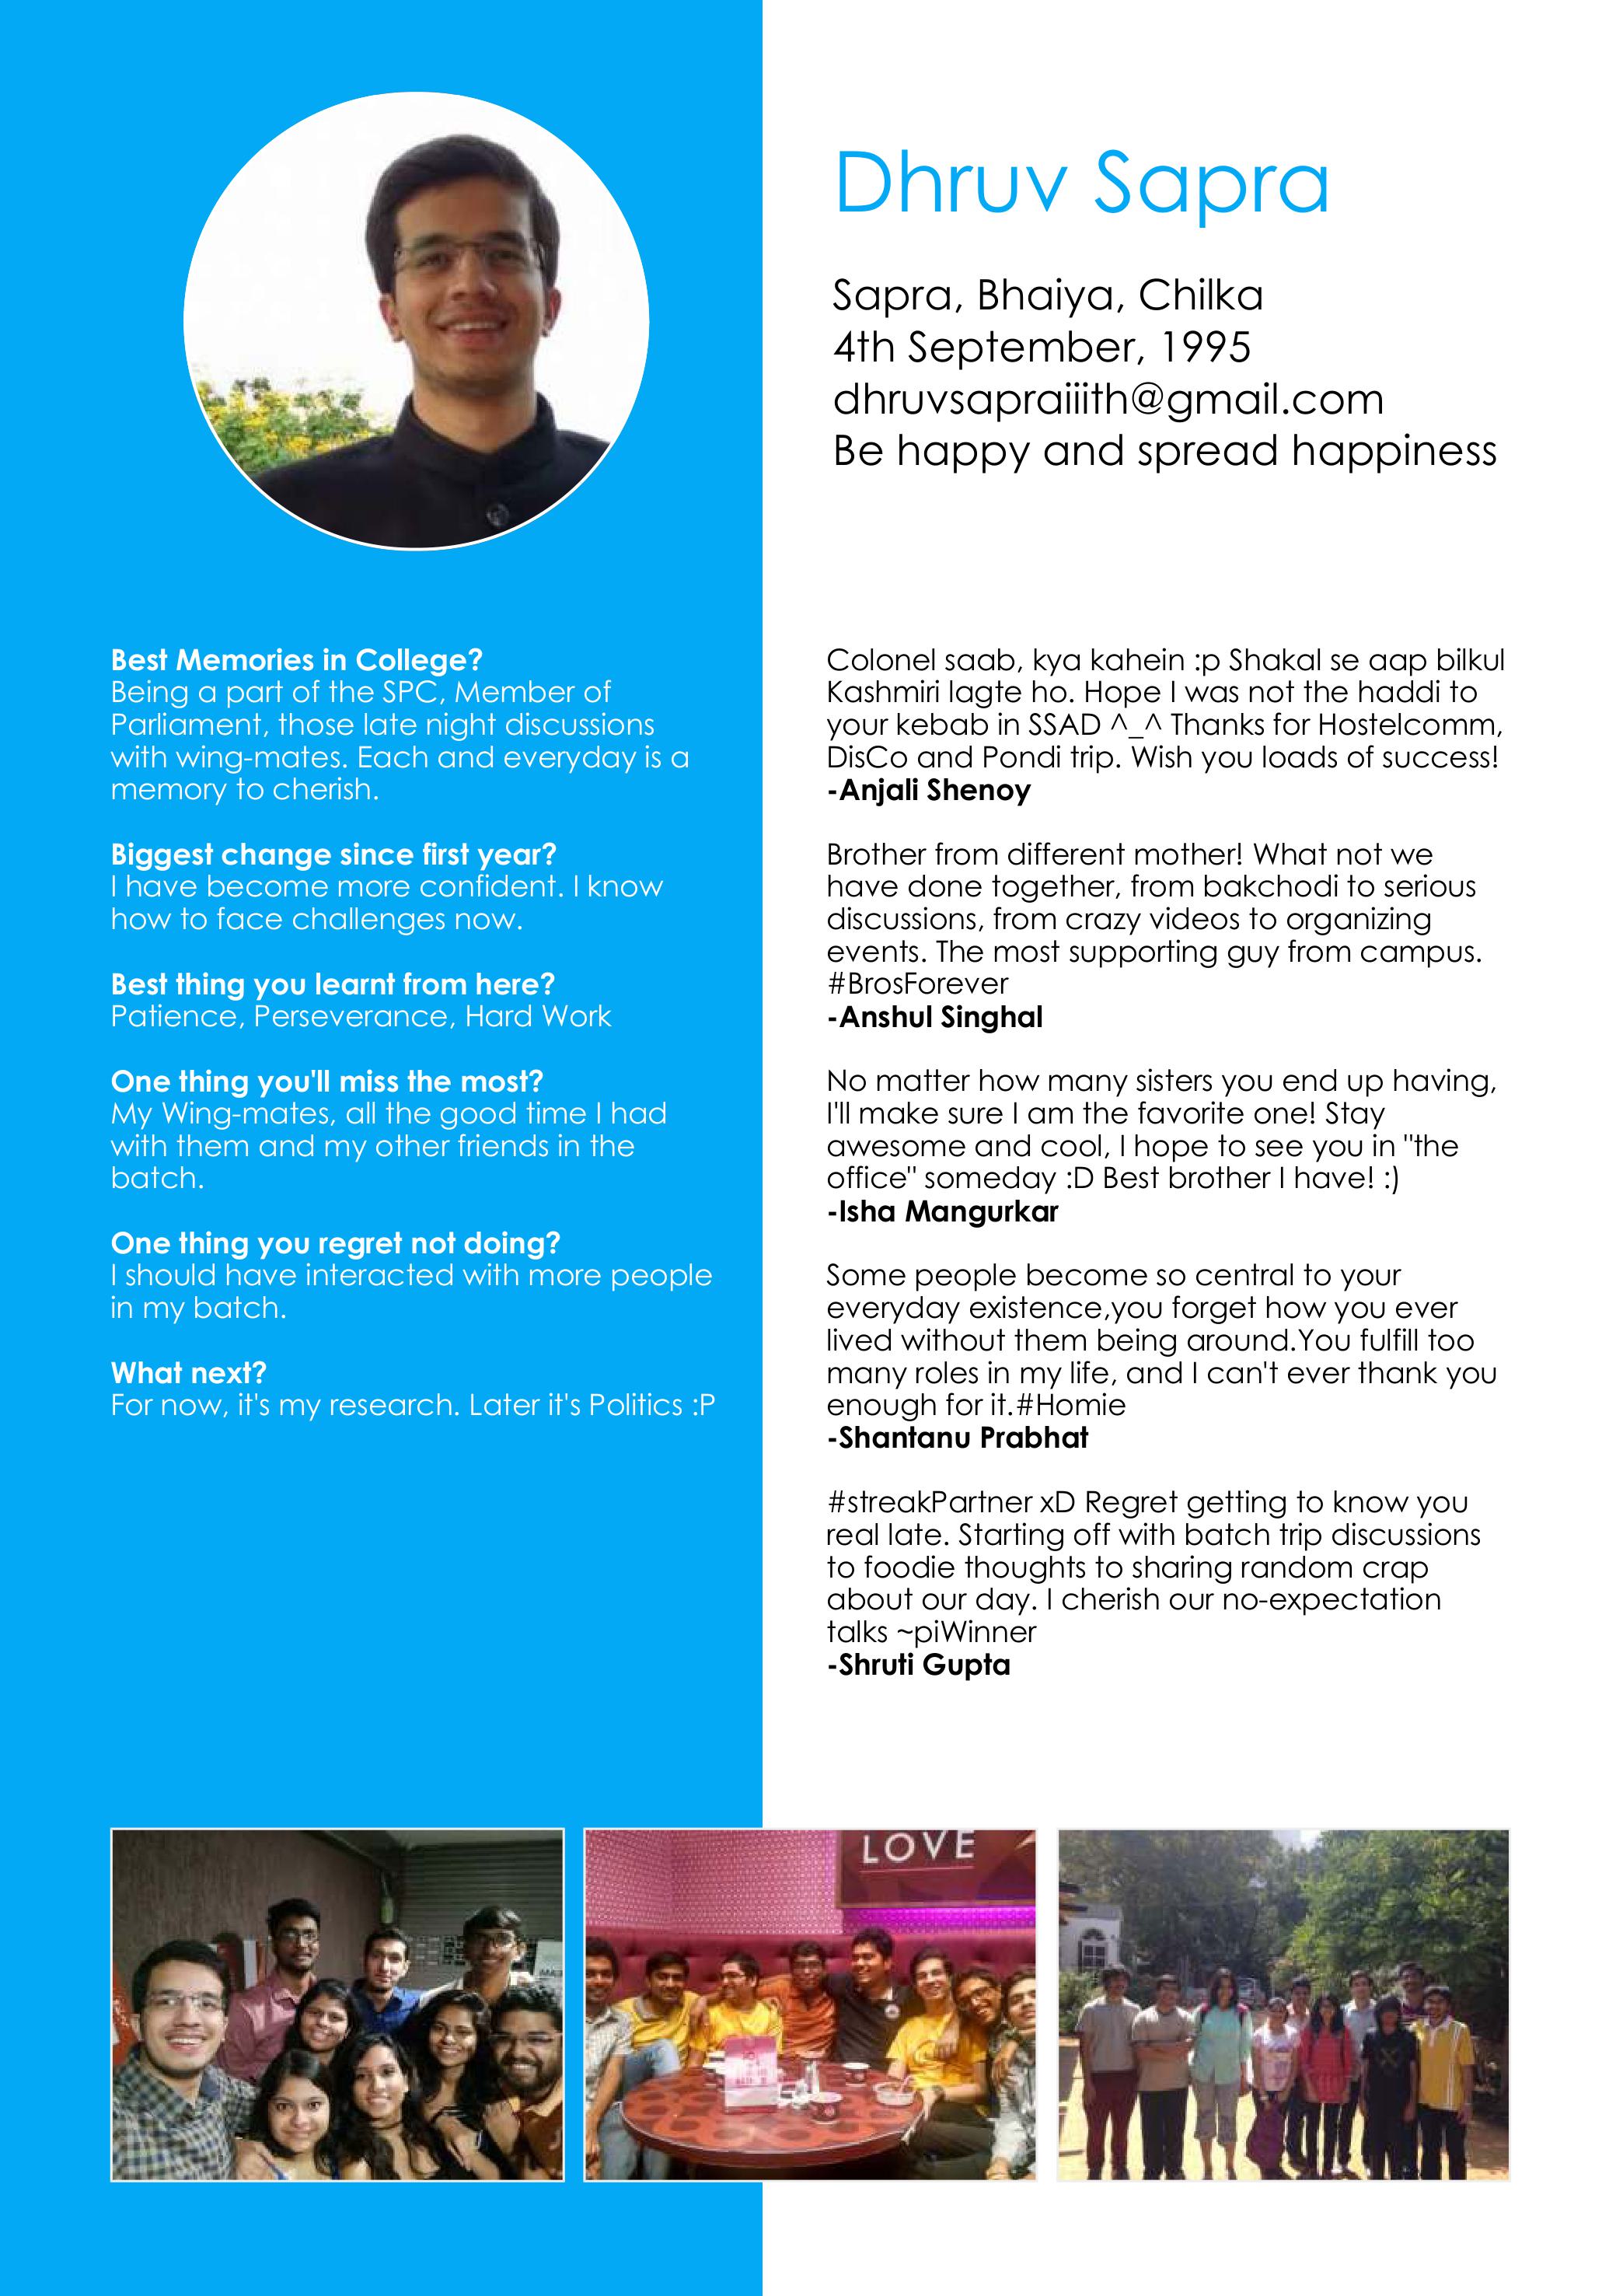 Dhruv Sapra
Sapra, Bhaiya, Chilka
4th September, 1995
dhruvsapraiiith@gmail.com
Be happy and spread happiness
Best Memories in College?
Being a part of the SPC, Member of
Parliament, those late night discussions
with wing-mates. Each and everyday is a
memory to cherish.
Biggest change since first year?
I have become more confident. I know
how to face challenges now.
Best thing you learnt from here?
Patience, Perseverance, Hard Work
One thing you'll miss the most?
My Wing-mates, all the good time I had
with them and my other friends in the
batch.
One thing you regret not doing?
I should have interacted with more people
in my batch.
What next?
For now, it's my research. Later it's Politics :P
Colonel saab, kya kahein :p Shakal se aap bilkul
Kashmiri lagte ho. Hope I was not the haddi to
your kebab in SSAD ^_^ Thanks for Hostelcomm,
DisCo and Pondi trip. Wish you loads of success!
-Anjali Shenoy
Brother from different mother! What not we
have done together, from bakchodi to serious
discussions, from crazy videos to organizing
events. The most supporting guy from campus.
#BrosForever
-Anshul Singhal
No matter how many sisters you end up having,
I'll make sure I am the favorite one! Stay
awesome and cool, I hope to see you in "the
office" someday :D Best brother I have! :)
-Isha Mangurkar
Some people become so central to your
everyday existence,you forget how you ever
lived without them being around.You fulfill too
many roles in my life, and I can't ever thank you
enough for it.#Homie
-Shantanu Prabhat
#streakPartner xD Regret getting to know you
real late. Starting off with batch trip discussions
to foodie thoughts to sharing random crap
about our day. I cherish our no-expectation
talks ~piWinner
-Shruti Gupta
LOVE